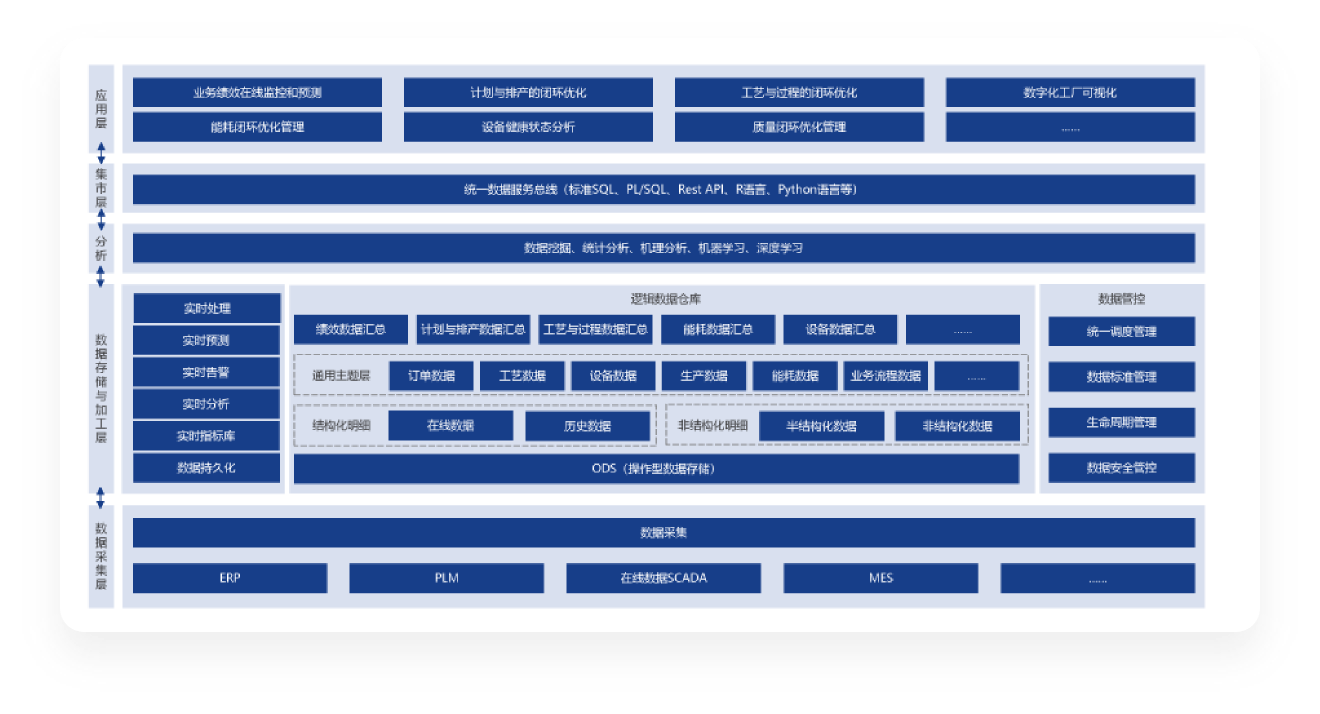 应用层
业务绩效在线监控和预测
计划与排产的闭环优化
工艺与过程的闭环优化
数字化工厂可视化
能耗闭环优化管理
设备健康状态分析
质量闭环优化管理
......
集市层
统一数据服务总线（标准SQL、PL/SQL、Rest API、R语言、Python语言等）
分析
数据挖掘、统计分析、机理分析、机器学习、深度学习
数据存储与加工层
实时处理
实时预测
实时告警
实时分析
实时指标库
数据持久化
逻辑数据仓库
绩效数据汇总
计划与排产数据汇总
工艺与过程数据汇总
能耗数据汇总
设备数据汇总
......
通用主题层
订单数据
工艺数据
设备数据
生产数据
能耗数据
业务流程数据
......
结构化明细
在线数据
历史数据
非结构化明细
半结构化数据
非结构化数据
ODS（操作型数据存储）
数据管控
统一调度管理
数据标准管理
生命周期管理
数据安全管控
数据采集层
数据采集
ERP
PLM
在线数据SCADA
MES
......